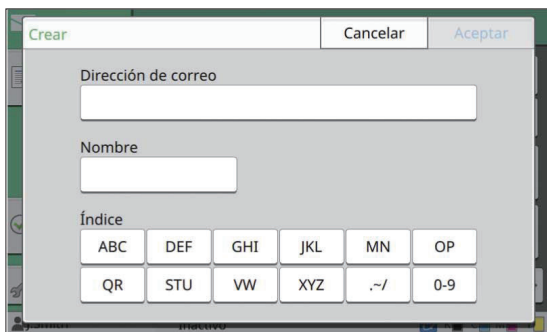 Crear Cancelar Aceptar
Dirección de correo
Nombre
Índice
ABC DEF GHI JKL MN OP
QR STU VW XYZ .~/ 0-9